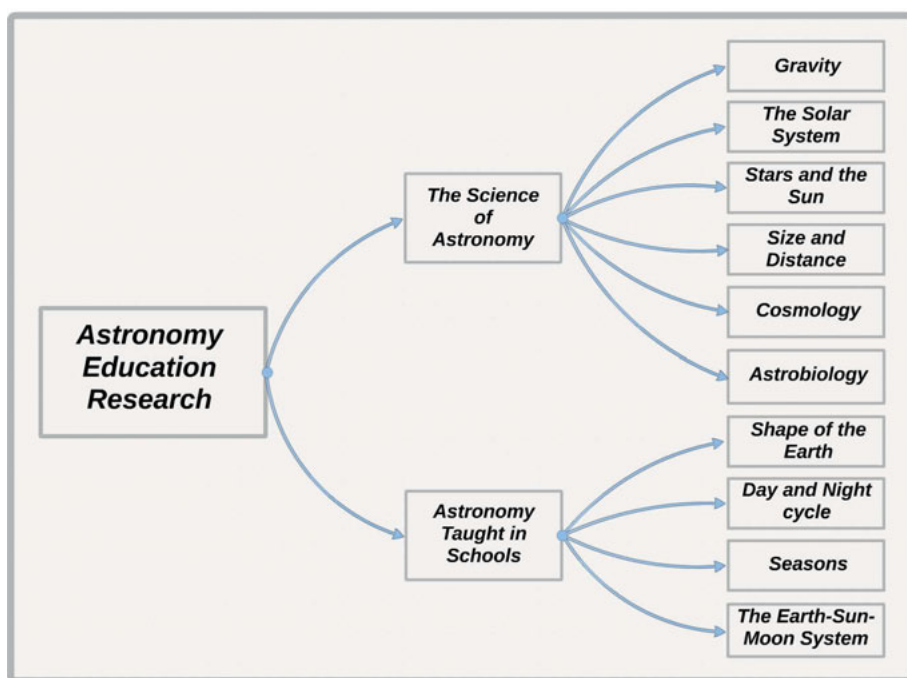 Astronomy
Education
Research
The Science
of
Astronomy
Gravity
The Solar
System
Stars and the
Sun
Size and
Distance
Cosmology
Astrobiology
Astronomy
Taught in
Schools
Shape of the
Earth
Day and Night
cycle
Seasons
The Earth-Sun-
Moon System